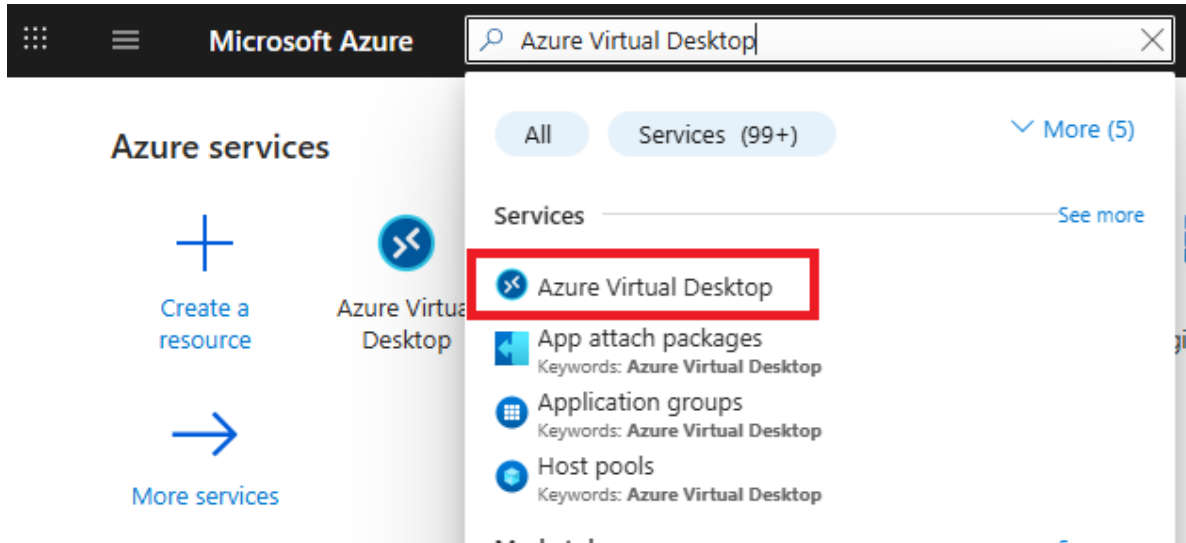 Microsoft Azure
Azure Virtual Desktop
All
Services (99+)
More (5)
Azure services
Services
See more
Create a
resource
Azure Virtua
Desktop
More services
Azure Virtual Desktop
App attach packages
Keywords: Azure Virtual Desktop
Application groups
Keywords: Azure Virtual Desktop
Host pools
Keywords: Azure Virtual Desktop